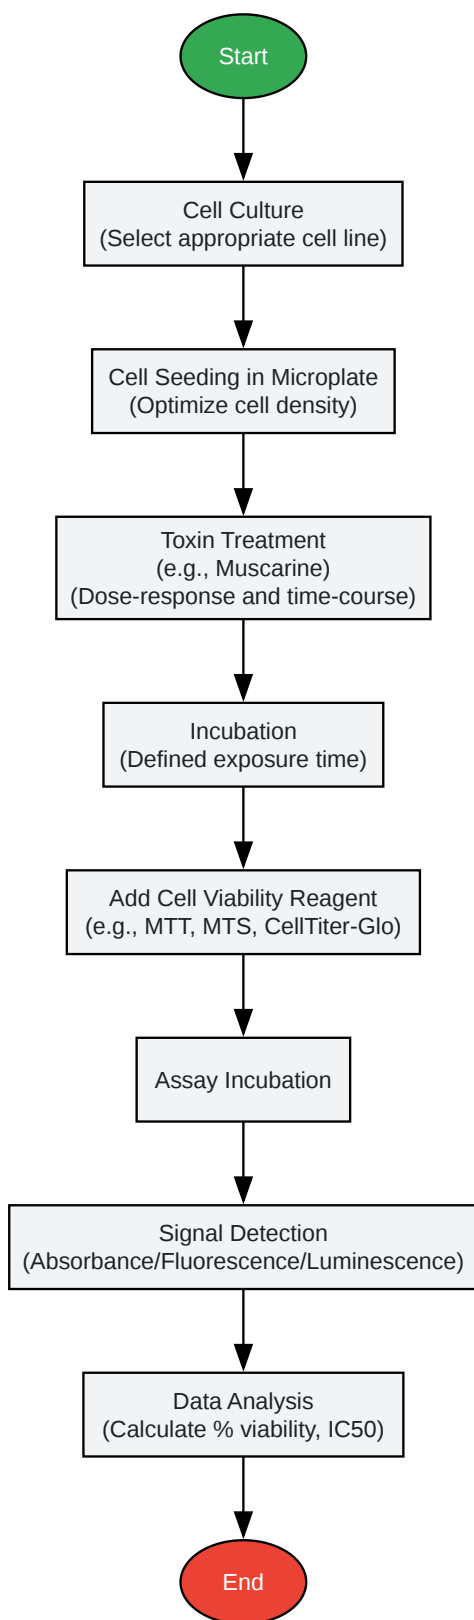 Start
Cell Culture
(Select appropriate cell line)
Cell Seeding in Microplate
(Optimize cell density)
Toxin Treatment
(e.g., Muscarine)
(Dose-response and time-course)
Incubation
(Defined exposure time)
Add Cell Viability Reagent
(e.g., MTT, MTS, CellTiter-Glo)
Assay Incubation
Signal Detection
(Absorbance/Fluorescence/Luminescence)
Data Analysis
(Calculate % viability, IC50)
End